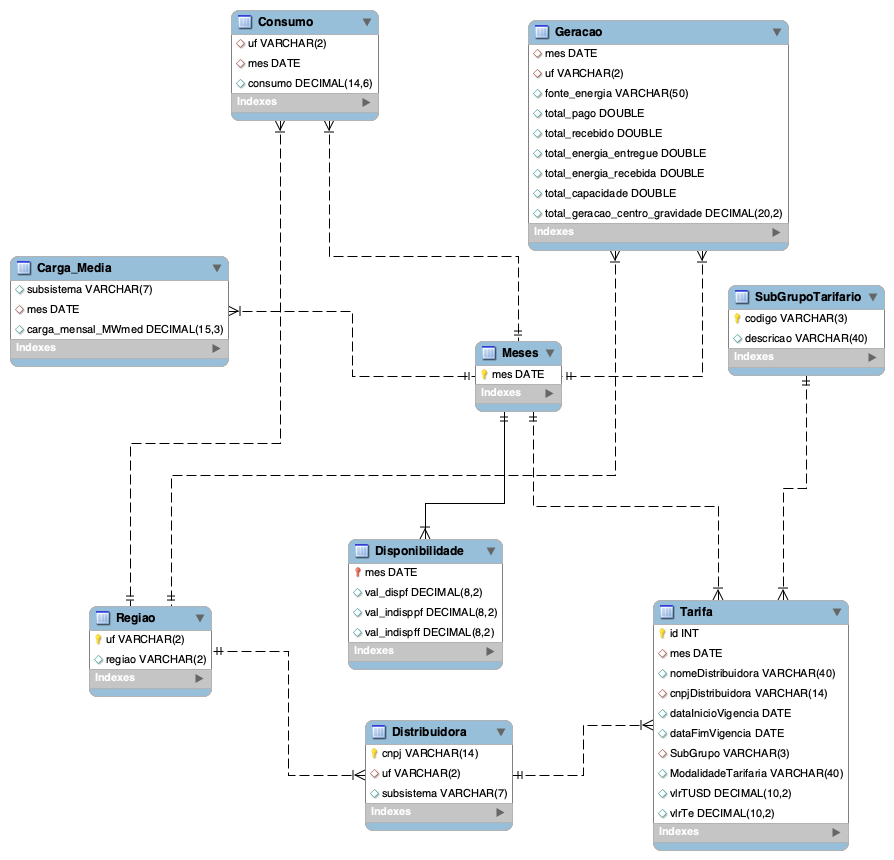 Consumo
uf VARCHAR(2)
mes DATE
consumo DECIMAL(14,6)
Indexes
Geracao
mes DATE
uf VARCHAR(2)
fonte_energia VARCHAR(50)
total_pago DOUBLE
total_recebido DOUBLE
total_energia_entregue DOUBLE
total_energia_recebida DOUBLE
total_capacidade DOUBLE
total_geracao_centro_gravidade DECIMAL(20,2)
Indexes
Carga_Media
subsistema VARCHAR(7)
mes DATE
carga_mensal_MWmed DECIMAL(15,3)
Indexes
SubGrupoTarifario
codigo VARCHAR(3)
descricao VARCHAR(40)
Indexes
Meses
mes DATE
Indexes
Disponibilidade
mes DATE
val_dispf DECIMAL(8,2)
val_indisppf DECIMAL(8,2)
val_indispff DECIMAL(8,2)
Indexes
Regiao
uf VARCHAR(2)
regiao VARCHAR(2)
Indexes
Tarifa
id INT
mes DATE
nomeDistribuidora VARCHAR(40)
cnpjDistribuidora VARCHAR(14)
dataInicioVigencia DATE
dataFimVigencia DATE
SubGrupo VARCHAR(3)
ModalidadeTarifaria VARCHAR(40)
vlrTUSD DECIMAL(10,2)
vlrTe DECIMAL(10,2)
Indexes
Distribuidora
cnpj VARCHAR(14)
uf VARCHAR(2)
subsistema VARCHAR(7)
Indexes